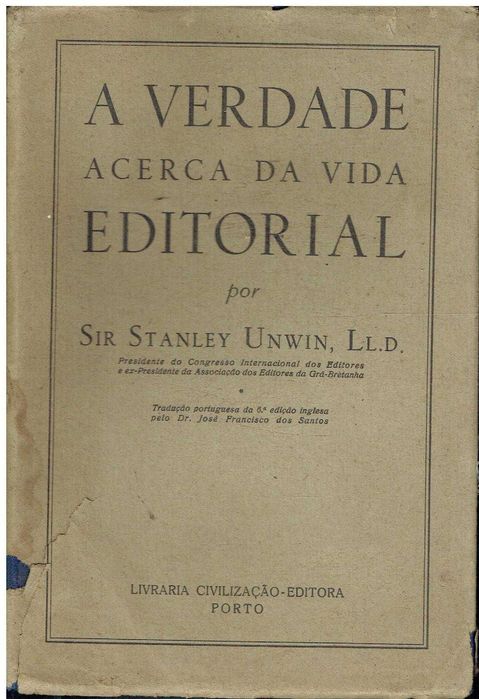 A VERDADE
ACERCA DA VIDA
EDITORIAL
por
SIR STANLEY UNWIN, LL.D.
Presidente do Congresso Internacional dos Editores
e ex-Presidente da Associação dos Editores da Grã-Bretanha
Tradução portuguesa da 6.ª edição inglesa
pelo Dr. José Francisco dos Santos
LIVRARIA CIVILIZAÇÃO-EDITORA
PORTO